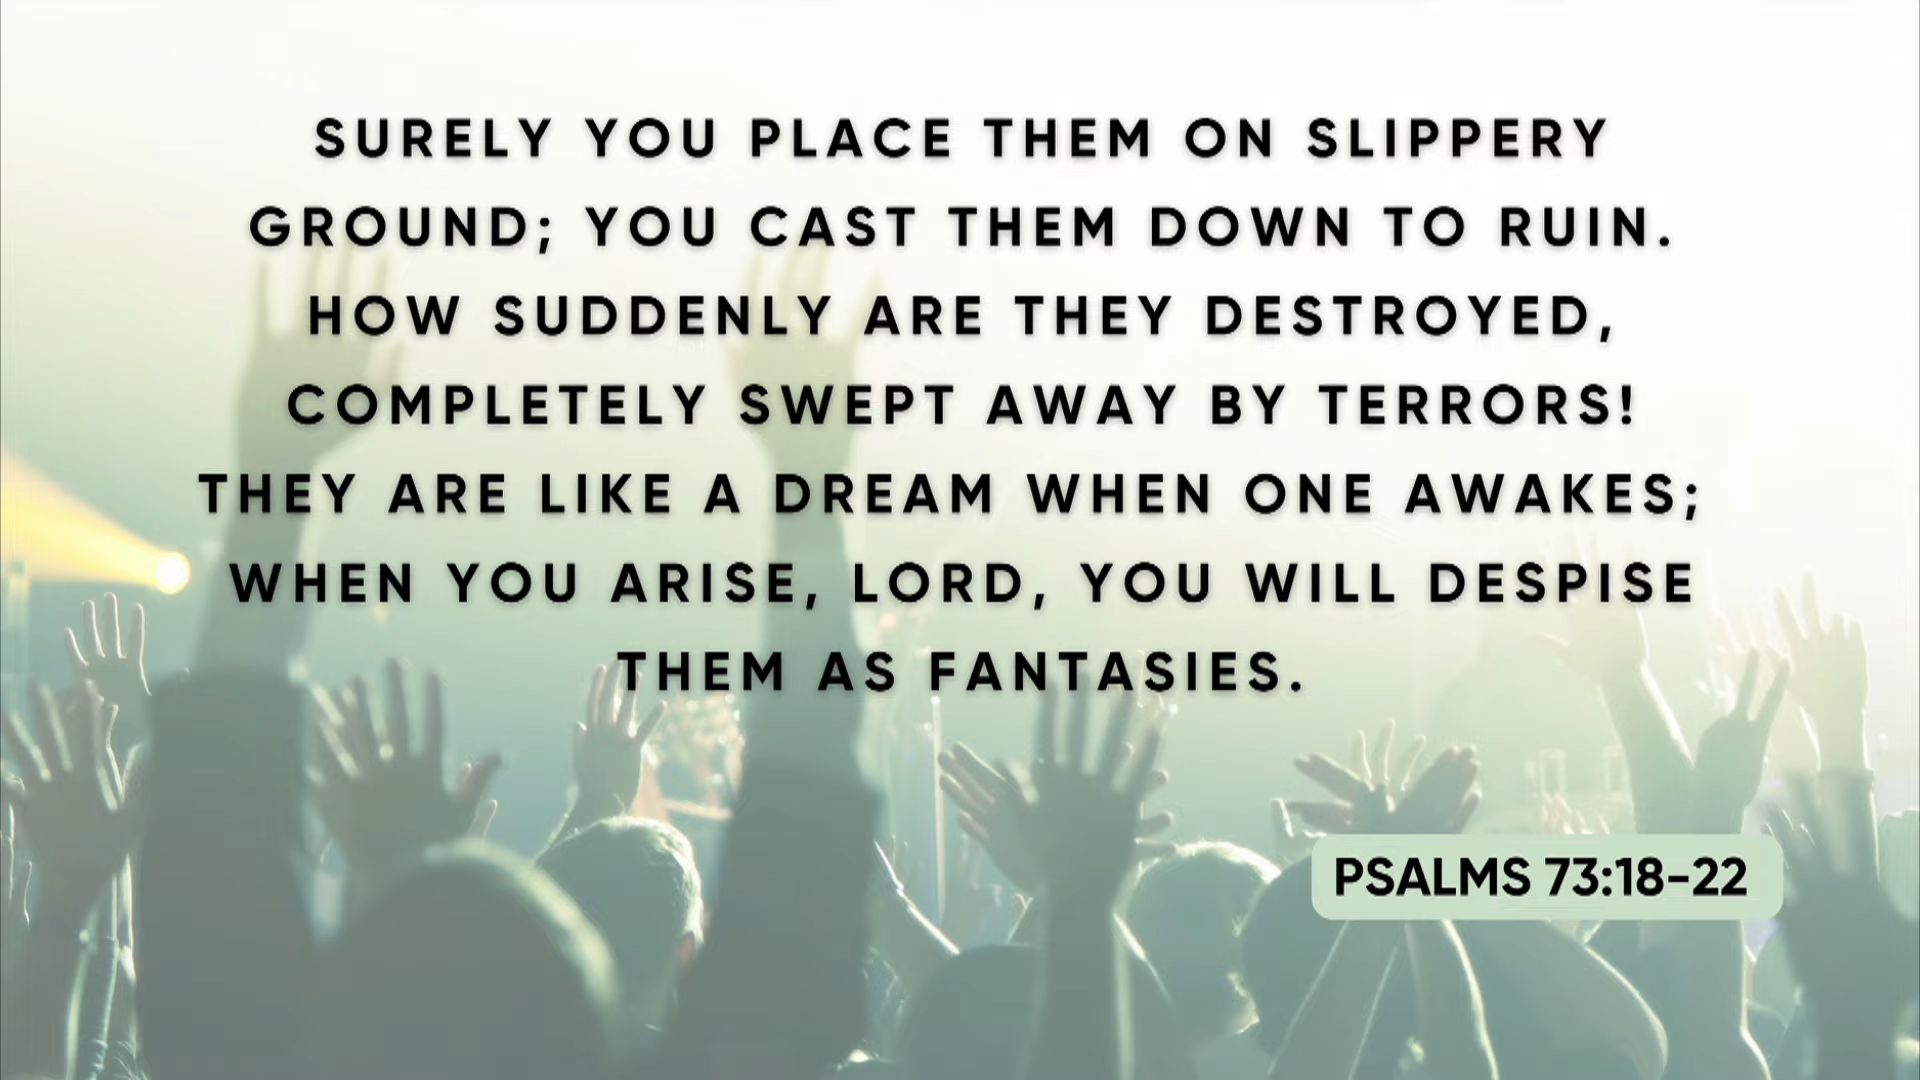 SURELY YOU PLACE THEM ON SLIPPERY
GROUND; YOU CAST THEM DOWN TO RUIN.
HOW SUDDENLY ARE THEY DESTROYED,
COMPLETELY SWEPT AWAY BY TERRORS!
THEY ARE LIKE A DREAM WHEN ONE AWAKES;
WHEN YOU ARISE, LORD, YOU WILL DESPISE
THEM AS FANTASIES.
PSALMS 73:18-22